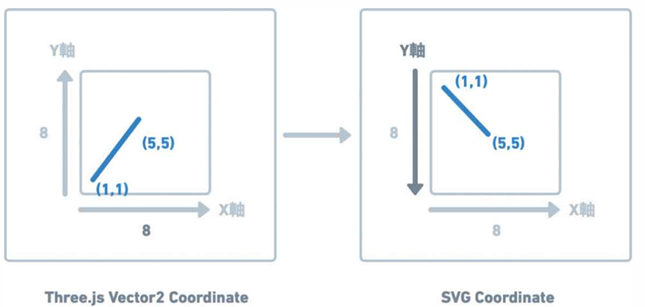 Y軸
8
(5,5)
(1,1)
X軸
8
Three.js Vector2 Coordinate
Y軸
(1,1)
8
(5,5)
X軸
8
SVG Coordinate